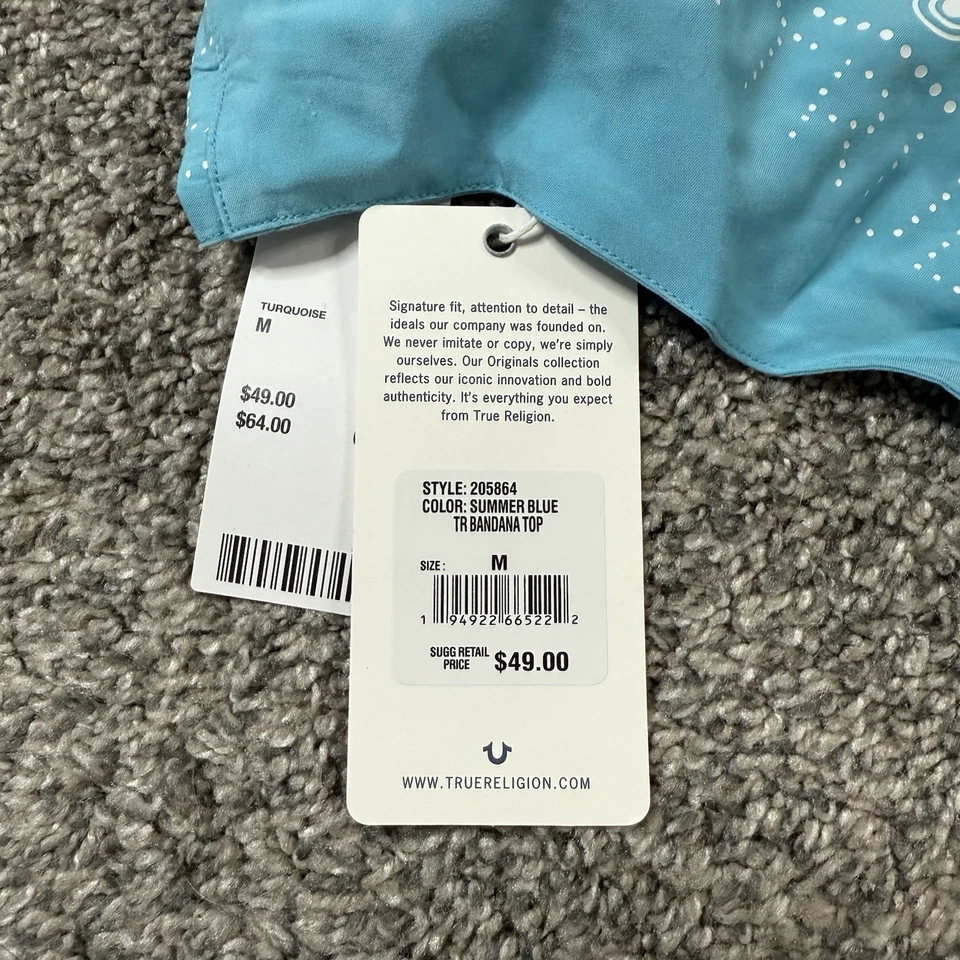 TURQUOISE
M
$49.00
$64.00
Signature fit, attention to detail – the
ideals our company was founded on.
We never imitate or copy, we're simply
ourselves. Our Originals collection
reflects our iconic innovation and bold
authenticity. It's everything you expect
from True Religion.
STYLE: 205864
COLOR: SUMMER BLUE
TR BANDANA TOP
SIZE: M
1 94922 66522 2
SUGG RETAIL
PRICE $49.00
WWW.TRUERELIGION.COM